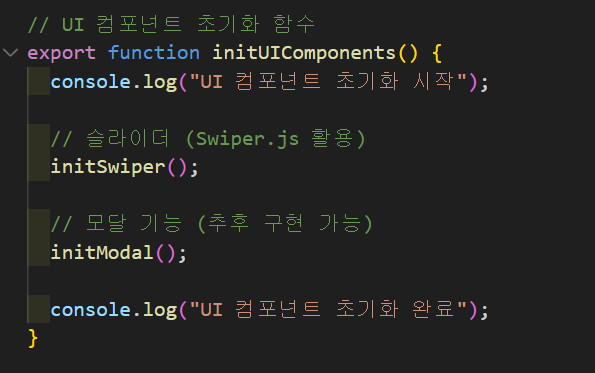 // UI 컴포넌트 초기화 함수
export function initUIComponents() {
console.log("UI 컴포넌트 초기화 시작");
// 슬라이더 (Swiper.js 활용)
initSwiper();
// 모달 기능 (추후 구현 가능)
initModal();
console.log("UI 컴포넌트 초기화 완료");
}